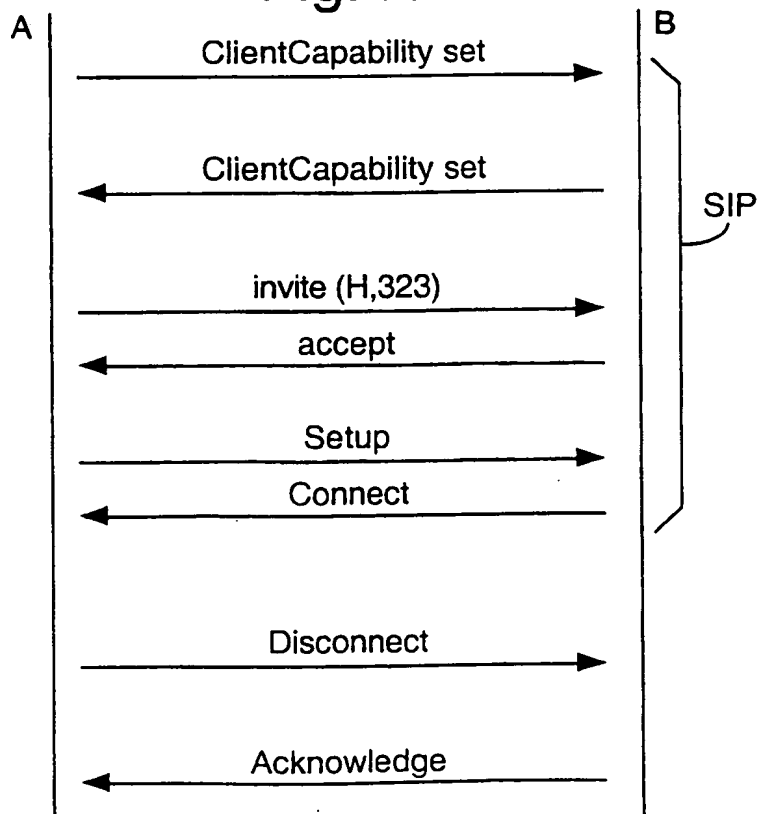 A
B
ClientCapability set
ClientCapability set
SIP
invite (H,323)
accept
Setup
Connect
Disconnect
Acknowledge